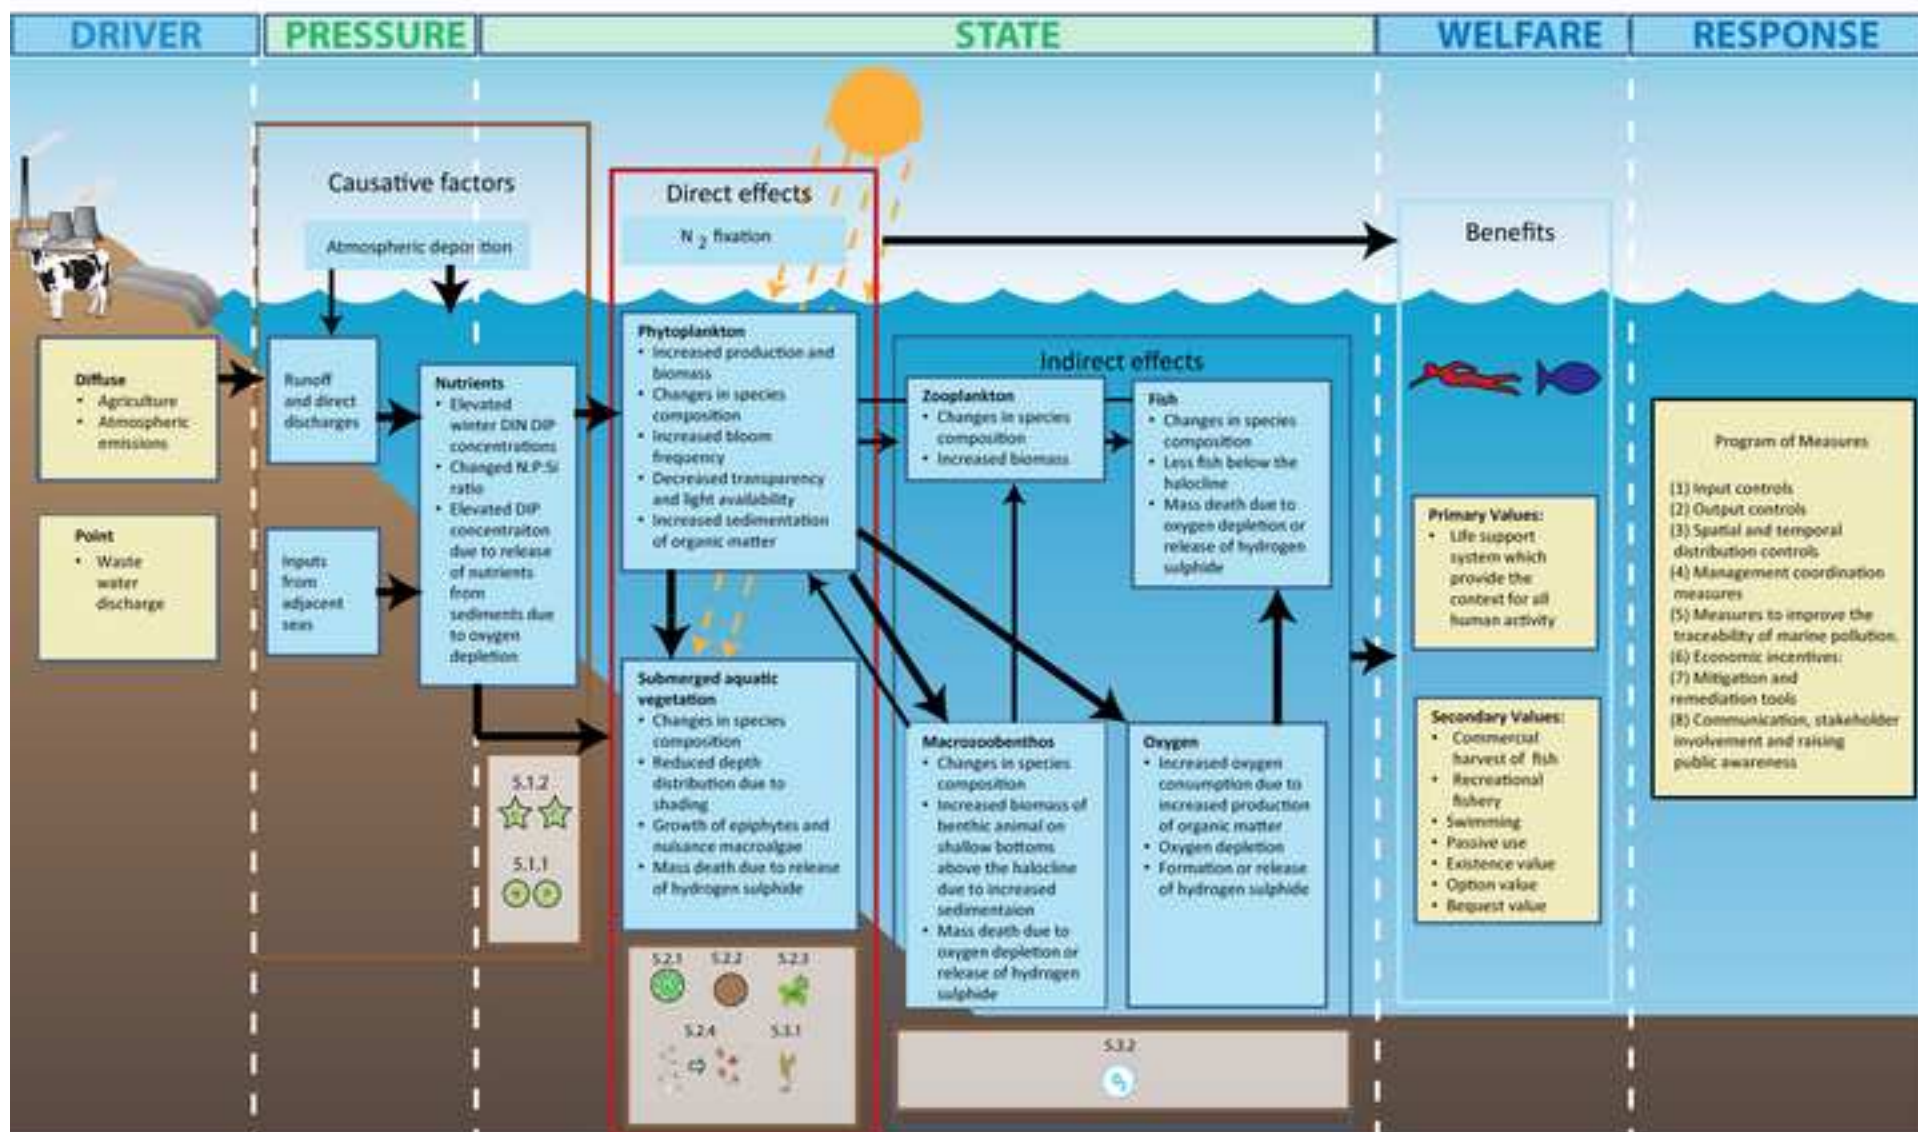 DRIVER
PRESSURE
STATE
WELFARE
RESPONSE
Causative factors
Atmospheric deposition
Diffuse
• Agriculture
• Atmospheric
emissions
Point
• Waste
water
discharge
Runoff
and direct
discharges
Inputs
from
adjacent
seas
Nutrients
• Elevated
winter DIN DIP
concentrations
• Changed N:P:Si
ratio
• Elevated DIP
concentraiton
due to release
of nutrients
from
sediments due
to oxygen
depletion
5.1.2
5.1.1
Direct effects
N 2 fixation
Phytoplankton
• Increased production and
biomass
• Changes in species
composition
• Increased bloom
frequency
• Decreased transparency
and light availability
• Increased sedimentation
of organic matter
Submerged aquatic
vegetation
• Changes in species
composition
• Reduced depth
distribution due to
shading
• Growth of epiphytes and
nuisance macroalgae
• Mass death due to release
of hydrogen sulphide
5.2.1 5.2.2 5.2.3
5.2.4 5.3.1
Indirect effects
Zooplankton
• Changes in species
composition
• Increased biomass
Fish
• Changes in species
composition
• Less fish below the
halocline
• Mass death due to
oxygen depletion or
release of hydrogen
sulphide
Macrozoobenthos
• Changes in species
composition
• Increased biomass of
benthic animal on
shallow bottoms
above the halocline
due to increased
sedimentaion
• Mass death due to
oxygen depletion or
release of hydrogen
sulphide
Oxygen
• Increased oxygen
consumption due to
increased production
of organic matter
• Oxygen depletion
• Formation or release
of hydrogen sulphide
5.3.2
Benefits
Primary Values:
• Life support
system which
provide the
context for all
human activity
Secondary Values:
• Commercial
harvest of fish
• Recreational
fishery
• Swimming
• Passive use
• Existence value
• Option value
• Bequest value
Program of Measures
(1) Input controls
(2) Output controls
(3) Spatial and temporal
distribution controls
(4) Management coordination
measures
(5) Measures to improve the
traceability of marine pollution.
(6) Economic incentives:
(7) Mitigation and
remediation tools
(8) Communication, stakeholder
involvement and raising
public awareness